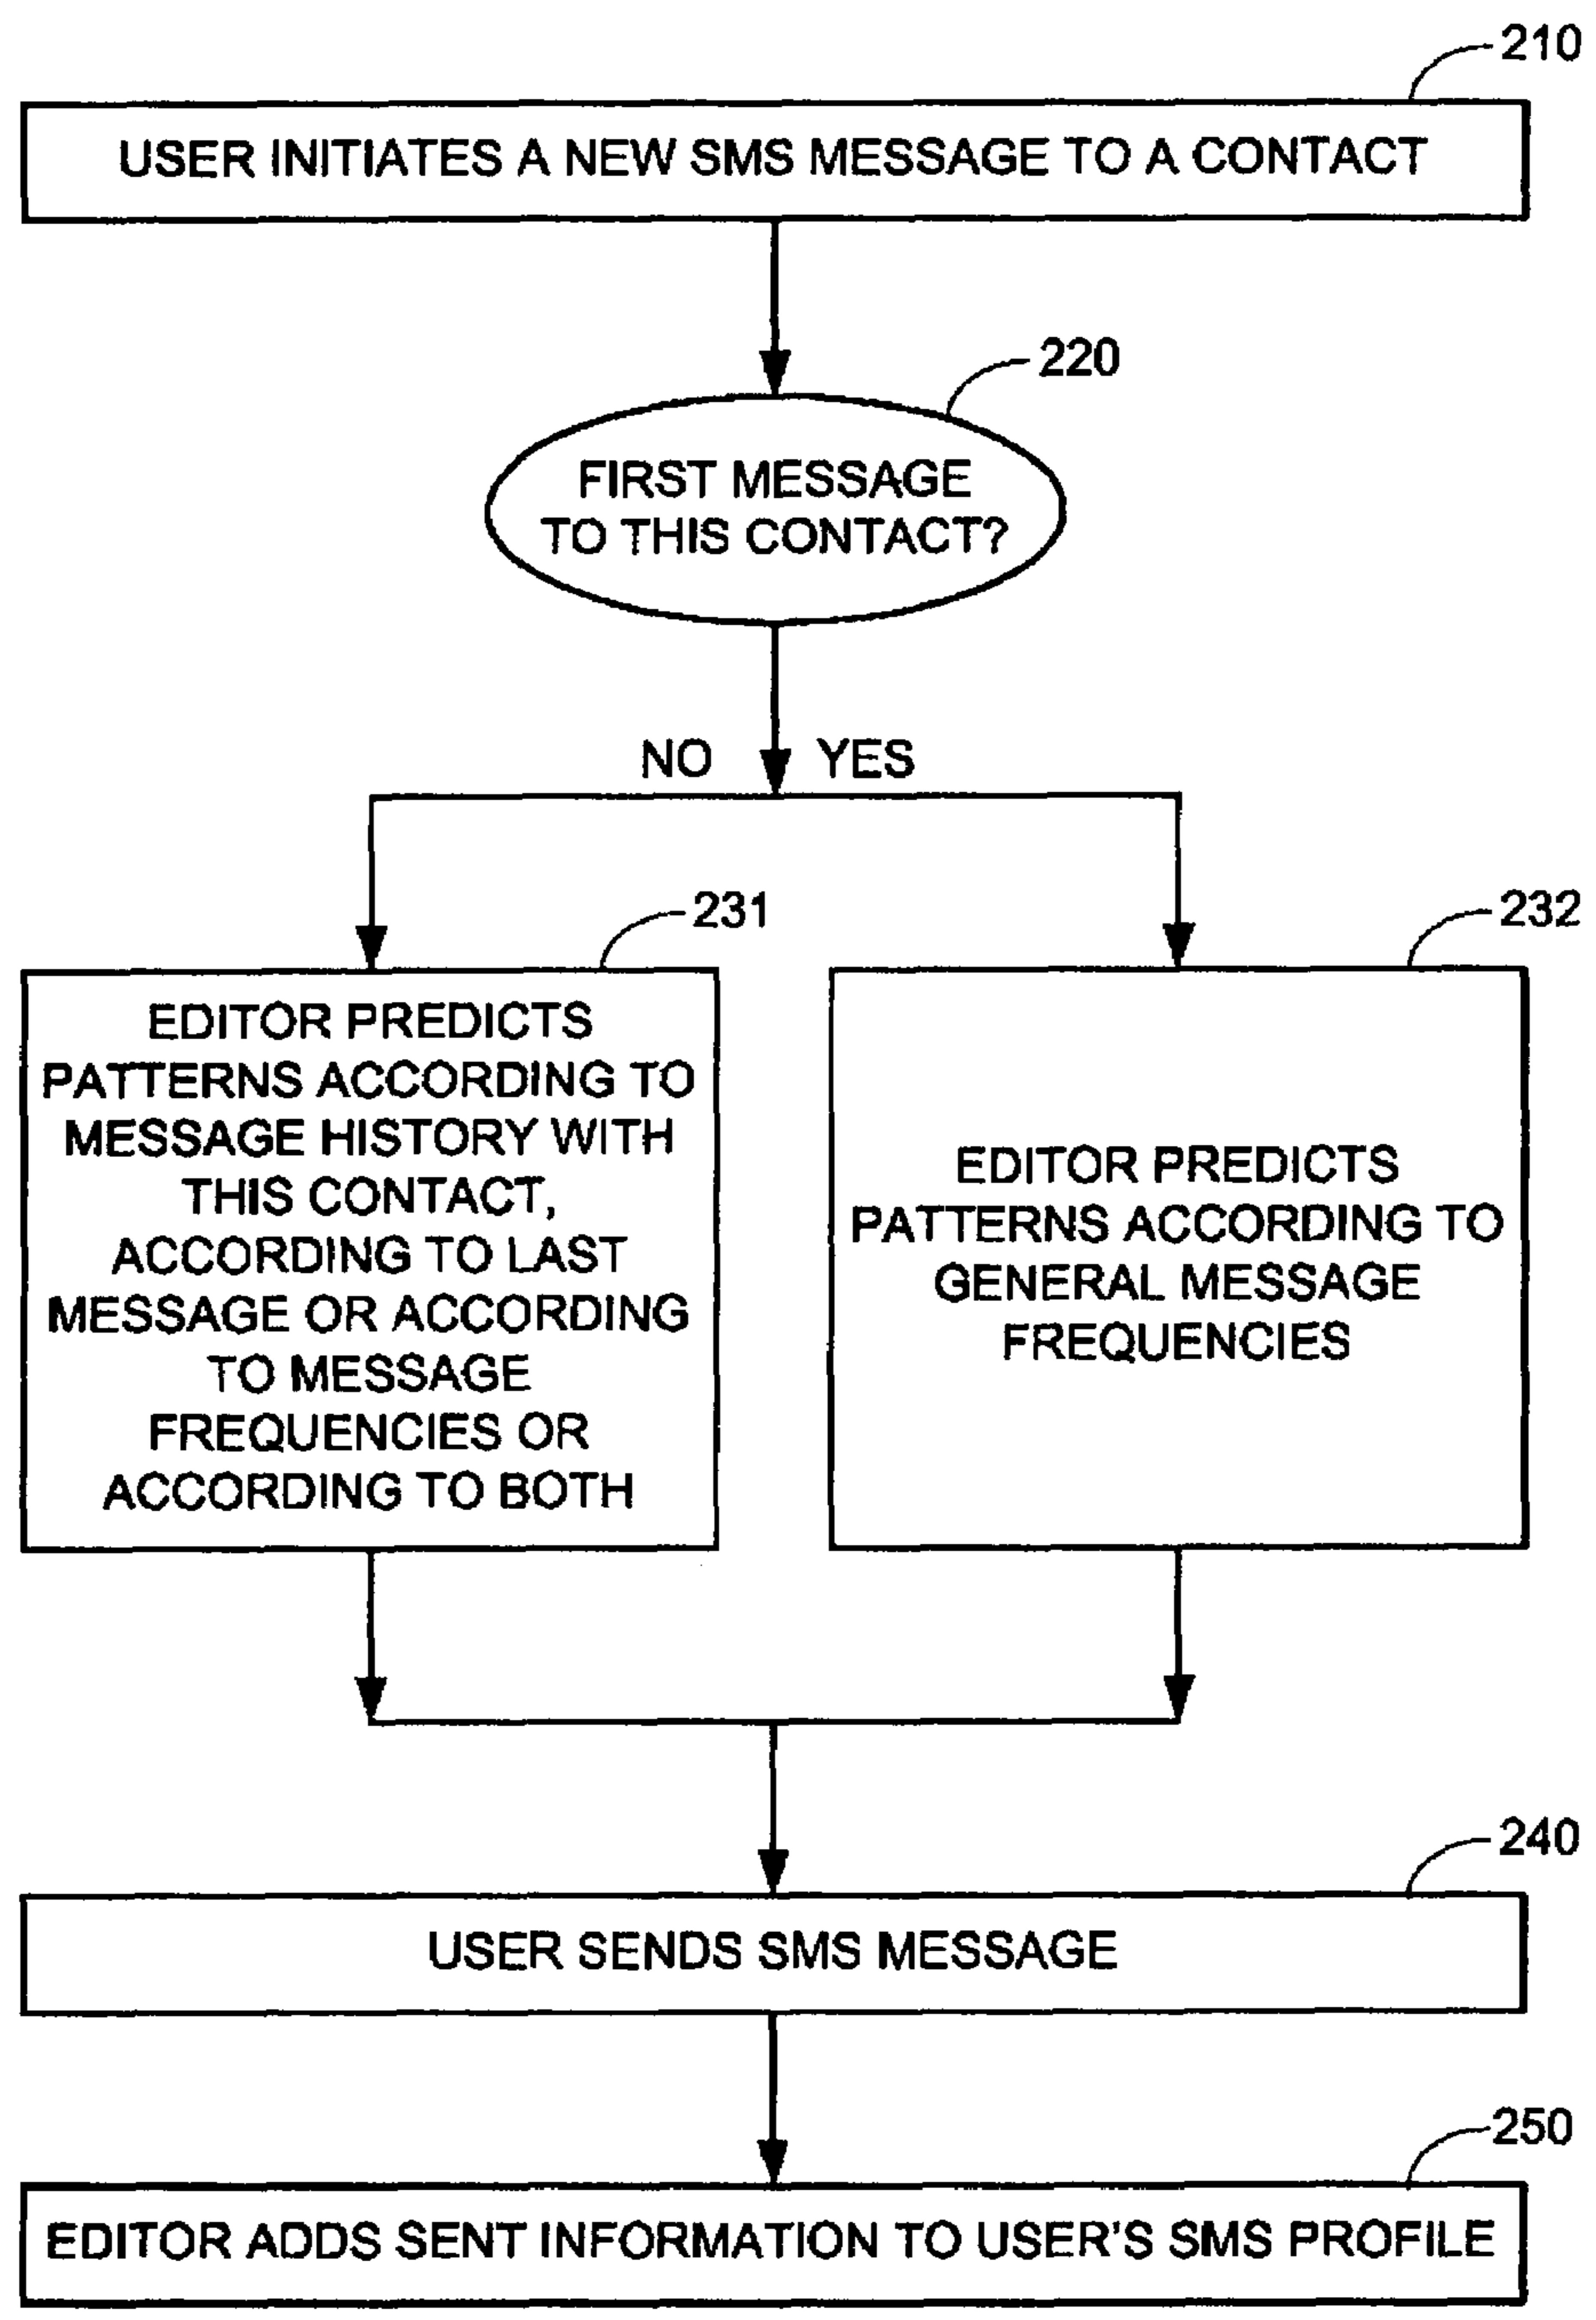 210
USER INITIATES A NEW SMS MESSAGE TO A CONTACT
220
FIRST MESSAGE
TO THIS CONTACT?
NO
YES
231
EDITOR PREDICTS
PATTERNS ACCORDING TO
MESSAGE HISTORY WITH
THIS CONTACT,
ACCORDING TO LAST
MESSAGE OR ACCORDING
TO MESSAGE
FREQUENCIES OR
ACCORDING TO BOTH
232
EDITOR PREDICTS
PATTERNS ACCORDING TO
GENERAL MESSAGE
FREQUENCIES
240
USER SENDS SMS MESSAGE
250
EDITOR ADDS SENT INFORMATION TO USER'S SMS PROFILE